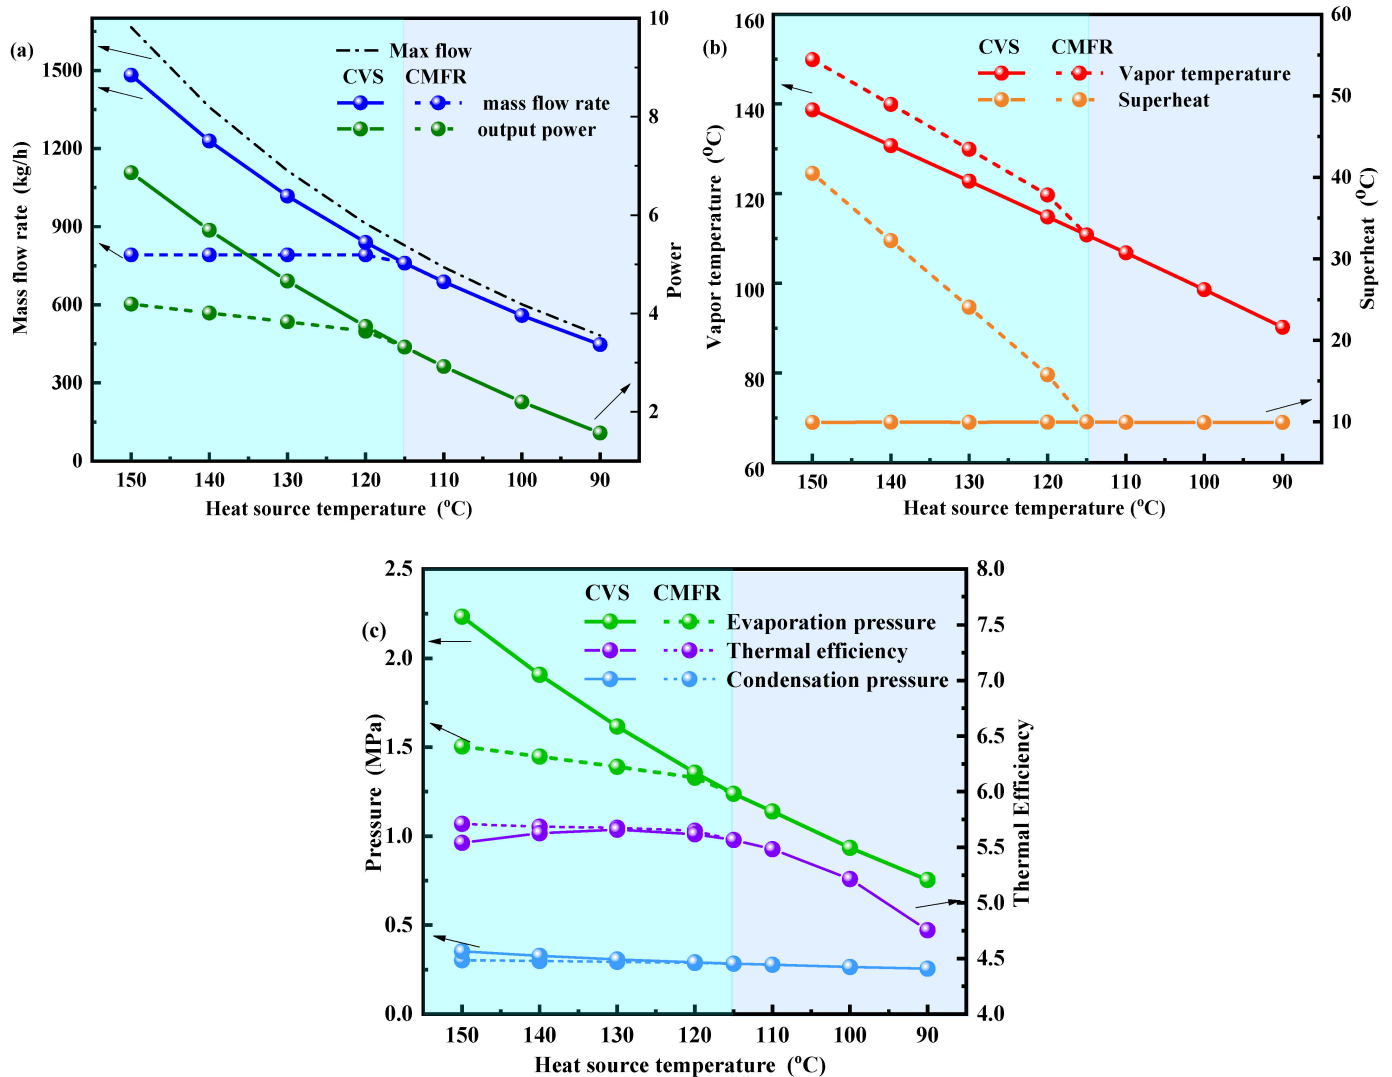 (a)
Max flow
CVS CMFR
mass flow rate
output power
Mass flow rate (kg/h)
1500
1200
900
600
300
0
Power
10
8
6
4
2
150 140 130 120 110 100 90
Heat source temperature (°C)
(b)
CVS CMFR
Vapor temperature
Superheat
Vapor temperature (°C)
160
140
120
100
80
60
Superheat (°C)
60
50
40
30
20
10
150 140 130 120 110 100 90
Heat source temperature (°C)
(c)
CVS CMFR
Evaporation pressure
Thermal efficiency
Condensation pressure
Pressure (MPa)
2.5
2.0
1.5
1.0
0.5
0.0
Thermal Efficiency
8.0
7.5
7.0
6.5
6.0
5.5
5.0
4.5
4.0
150 140 130 120 110 100 90
Heat source temperature (°C)